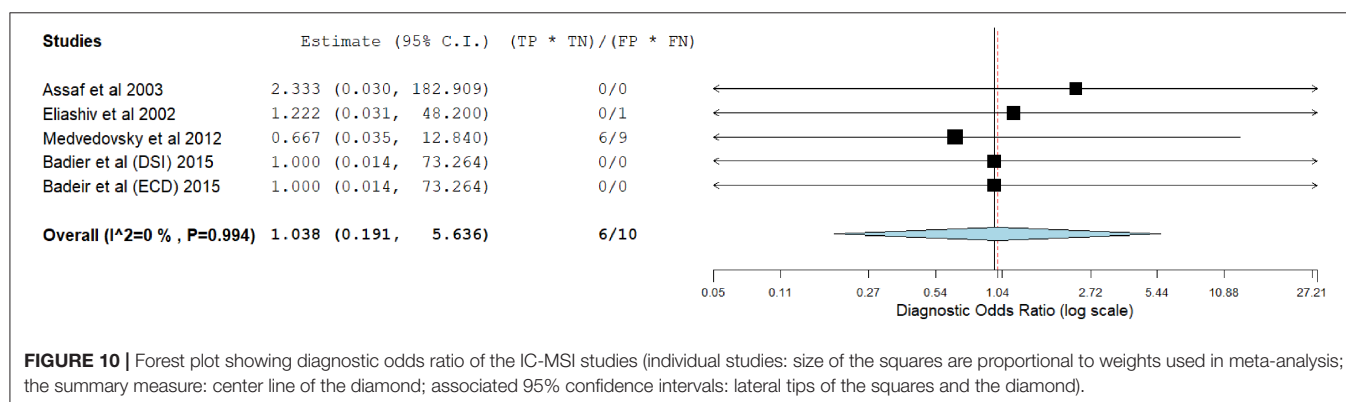 Studies Estimate (95% C.I.) (TP * TN)/(FP * FN)
Assaf et al 2003 2.333 (0.030, 182.909) 0/0
Eliashiv et al 2002 1.222 (0.031, 48.200) 0/1
Medvedovsky et al 2012 0.667 (0.035, 12.840) 6/9
Badier et al (DSI) 2015 1.000 (0.014, 73.264) 0/0
Badeir et al (ECD) 2015 1.000 (0.014, 73.264) 0/0
Overall (I^2=0 % , P=0.994) 1.038 (0.191, 5.636) 6/10
0.05 0.11 0.27 0.54 1.04 2.72 5.44 10.88 27.21
Diagnostic Odds Ratio (log scale)
FIGURE 10 | Forest plot showing diagnostic odds ratio of the IC-MSI studies (individual studies: size of the squares are proportional to weights used in meta-analysis;
the summary measure: center line of the diamond; associated 95% confidence intervals: lateral tips of the squares and the diamond).